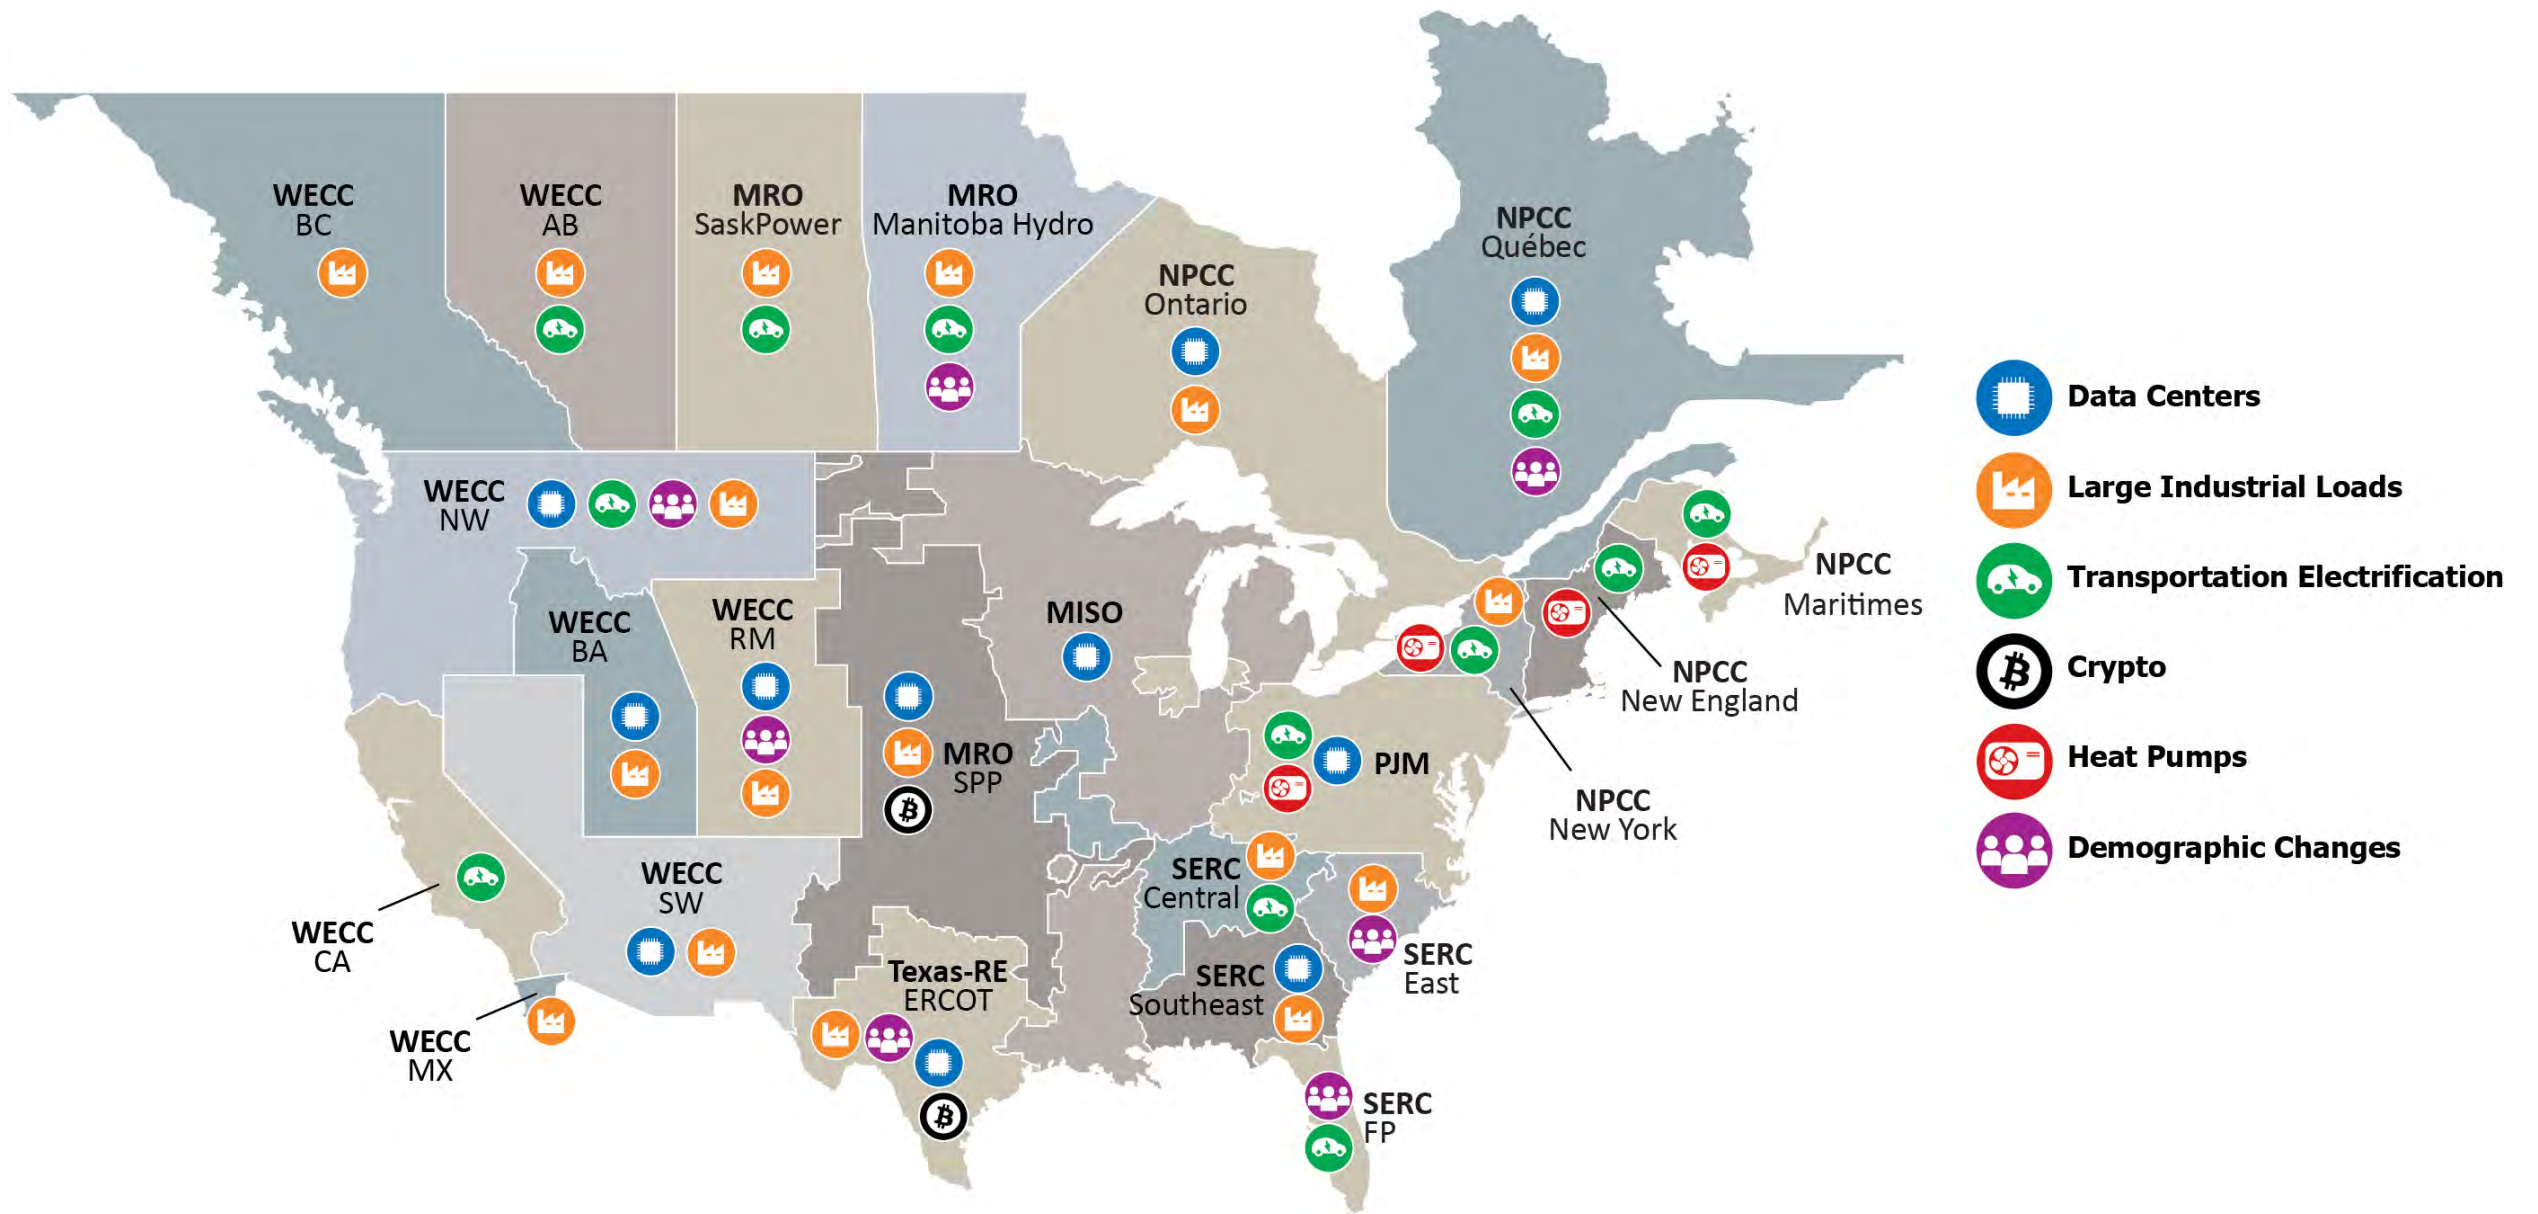 WECC
BC
WECC
AB
MRO
SaskPower
MRO
Manitoba Hydro
NPCC
Ontario
NPCC
Québec
WECC
NW
WECC
BA
WECC
RM
MISO
NPCC
Maritimes
NPCC
New England
MRO
SPP
PJM
NPCC
New York
WECC
SW
SERC
Central
WECC
CA
SERC
East
Texas-RE
ERCOT
SERC
Southeast
WECC
MX
SERC
FP
Data Centers
Large Industrial Loads
Transportation Electrification
Crypto
Heat Pumps
Demographic Changes